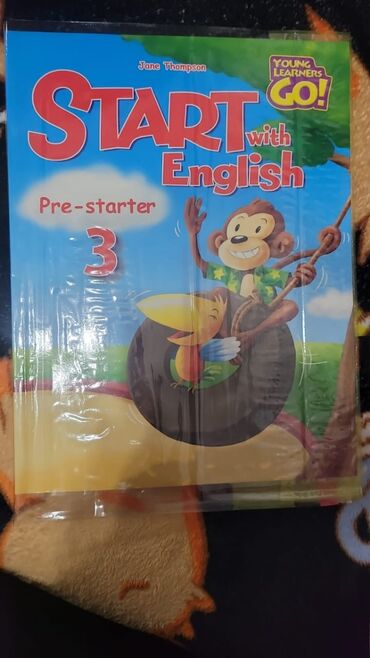 Jane Thompson
YOUNG
LEARNERS
GO!
START
with
English
Pre-starter
3